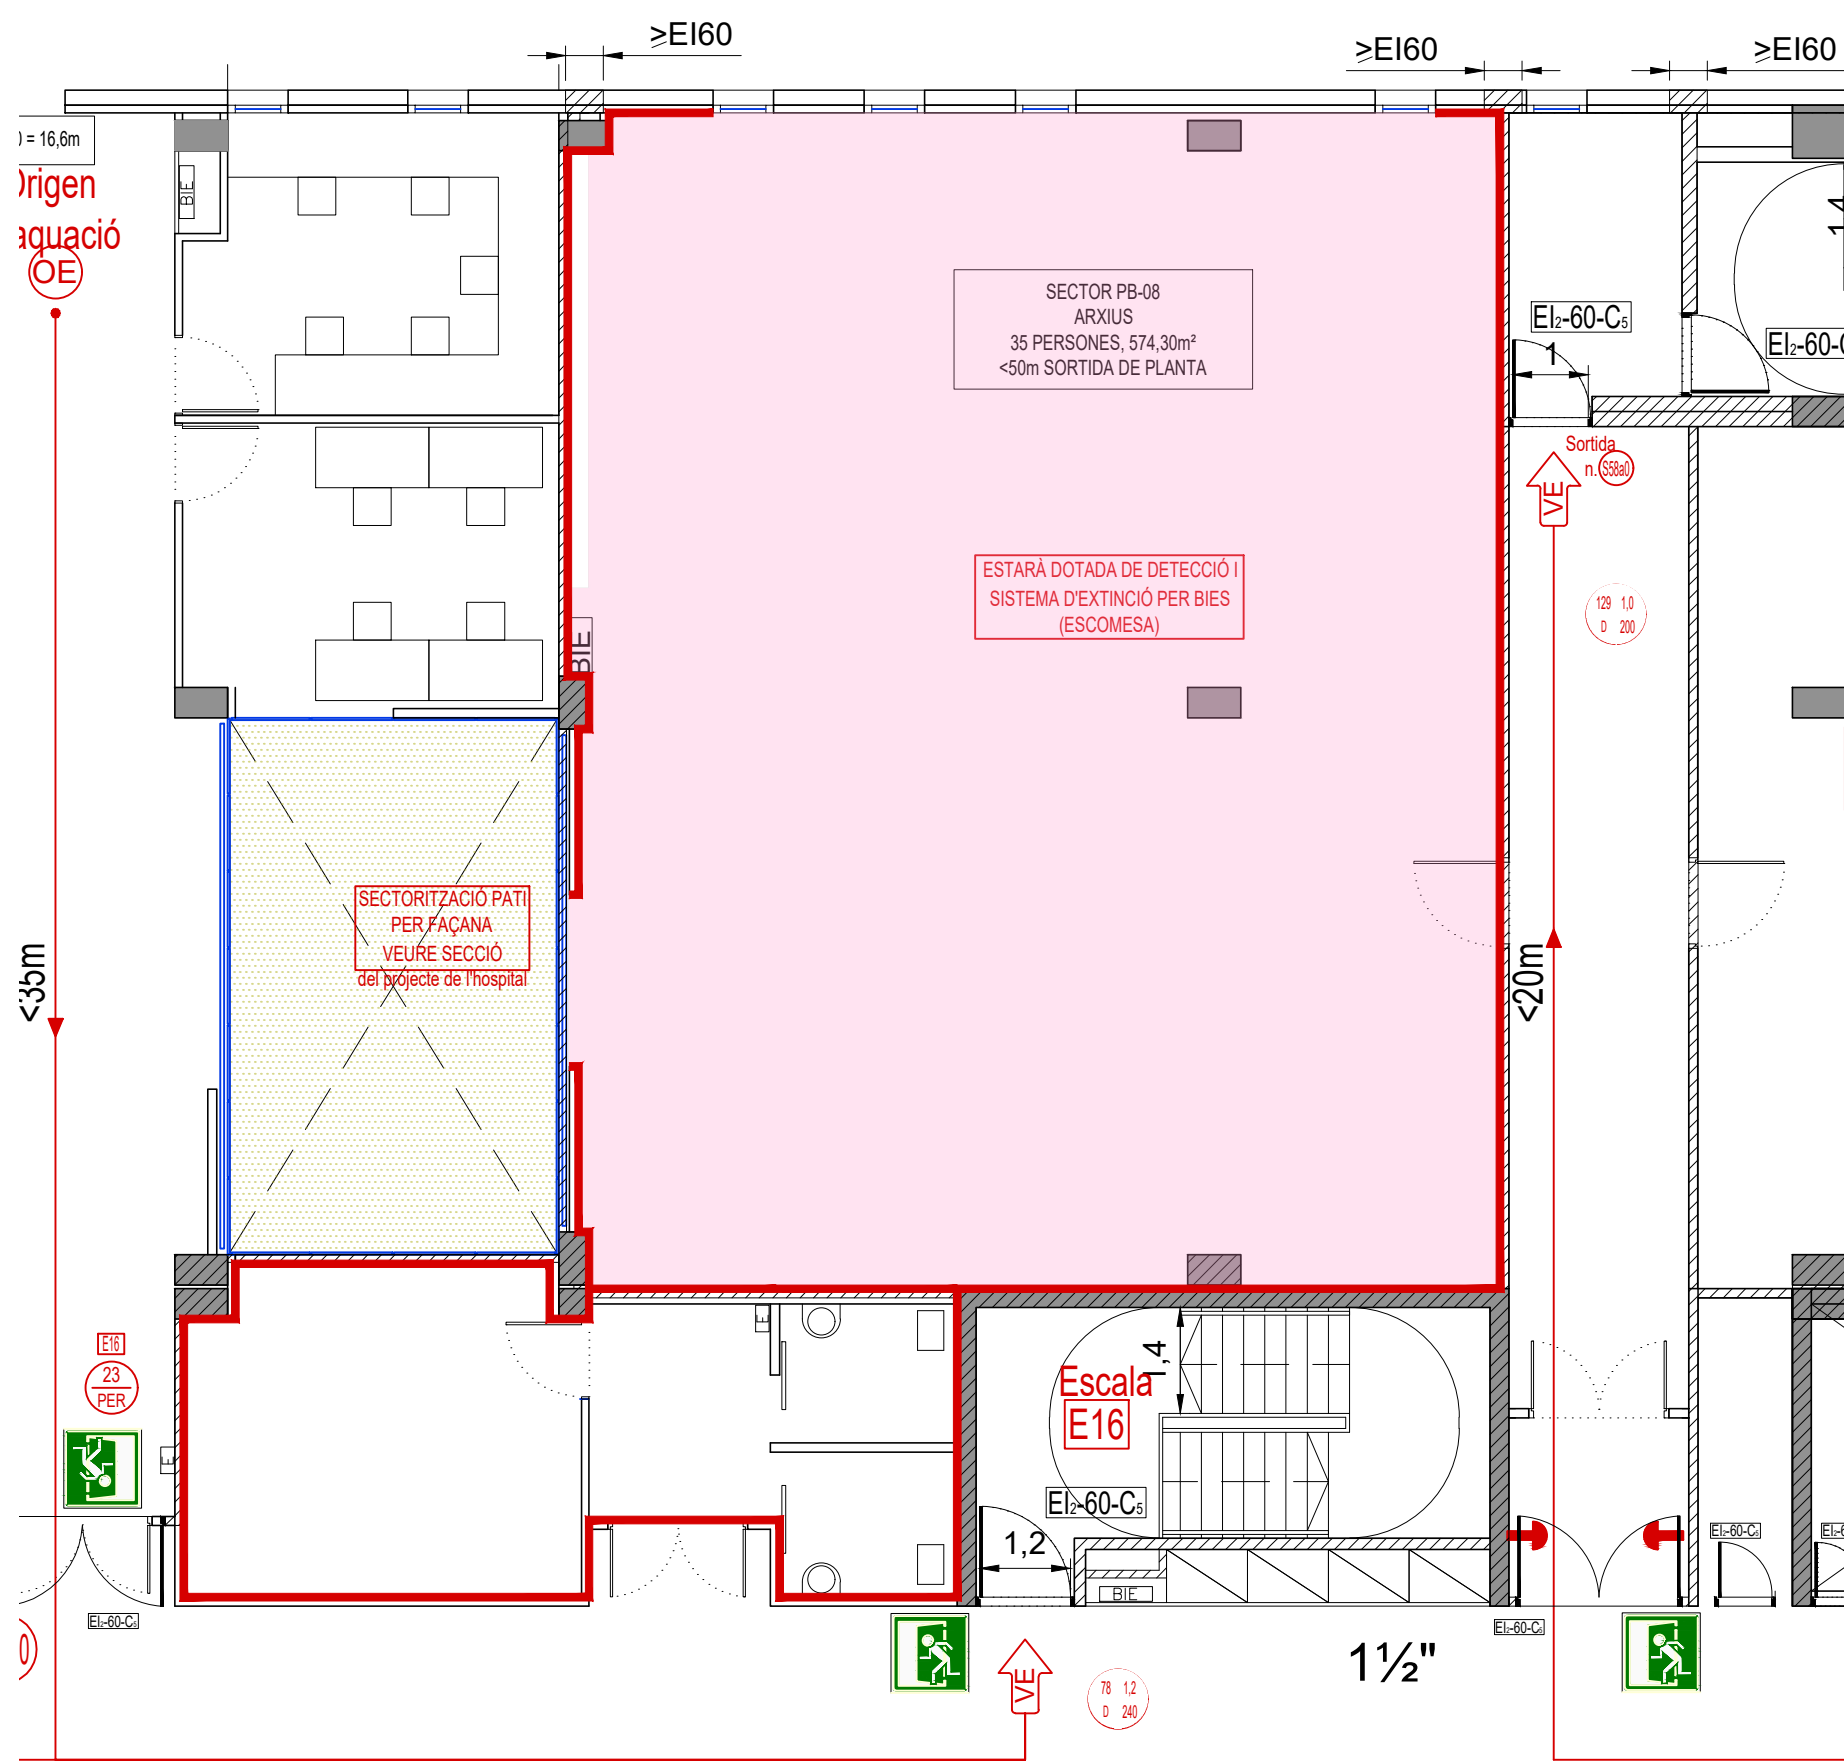 ≥EI60
≥EI60
≥EI60
= 16,6m
BIE
OE
SECTOR PB-08
ARXIUS
35 PERSONES, 574,30m²
<50m SORTIDA DE PLANTA
EI₂-60-C₅
1
1,4
Sortida
n. S58a0
VE
ESTARÀ DOTADA DE DETECCIÓ I
SISTEMA D'EXTINCIÓ PER BIES
(ESCOMESA)
129 1,0
D 200
BIE
SECTORITZACIÓ PATI
PER FAÇANA
VEURE SECCIÓ
del projecte de l'hospital
<35m
<20m
E16
23
PER
Escala
E16
1,4
EI₂-60-C₅
1,2
BIE
EI₂-60-C₅
EI₂-60-C₅
EI₂-60-C₅
1½"
VE
78 1,2
D 240